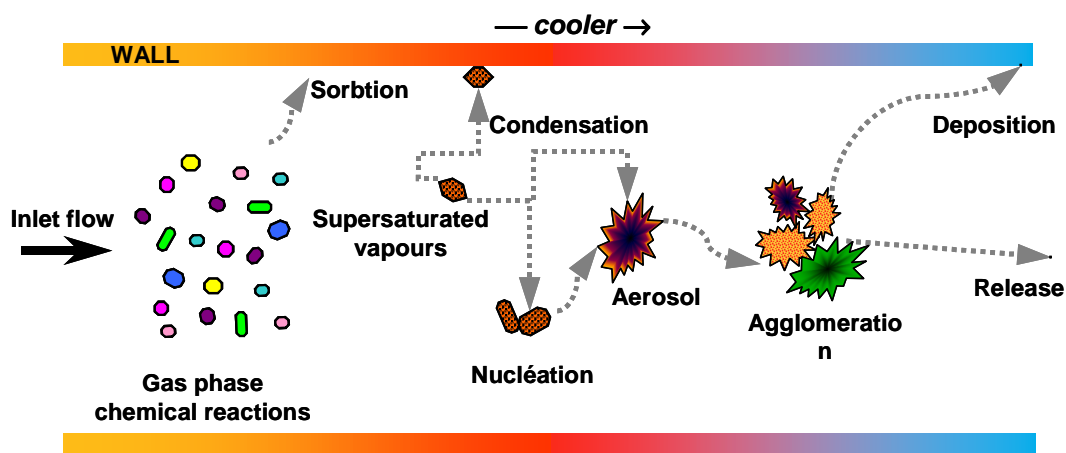 — cooler →
WALL
Sorbtion
Condensation
Deposition
Inlet flow
Supersaturated
vapours
Aerosol
Release
Agglomeratio
n
Nucléation
Gas phase
chemical reactions